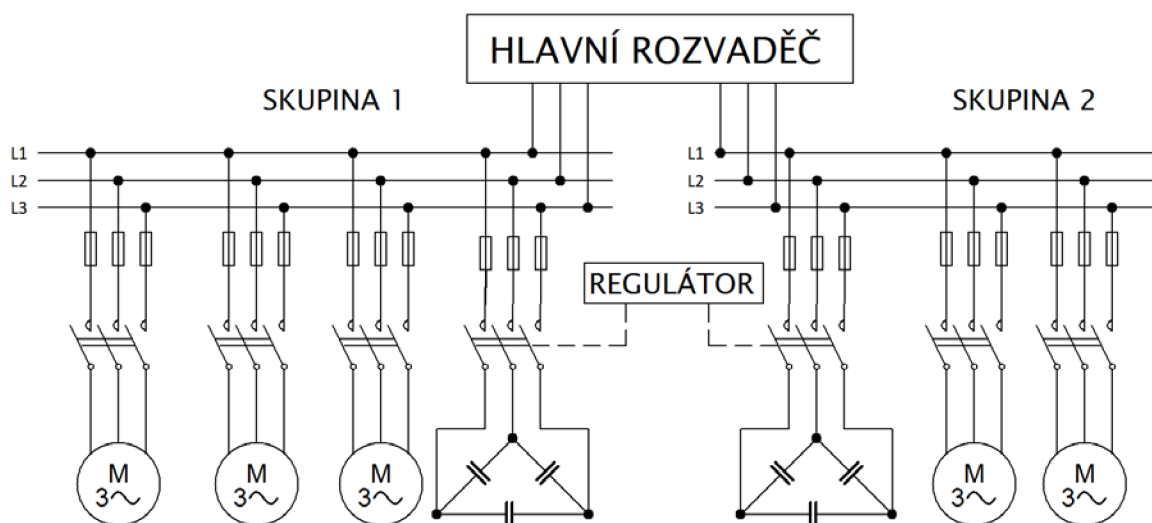 HLAVNÍ ROZVADĚČ
SKUPINA 1
SKUPINA 2
L1
L2
L3
L1
L2
L3
REGULÁTOR
M
3~
M
3~
M
3~
M
3~
M
3~